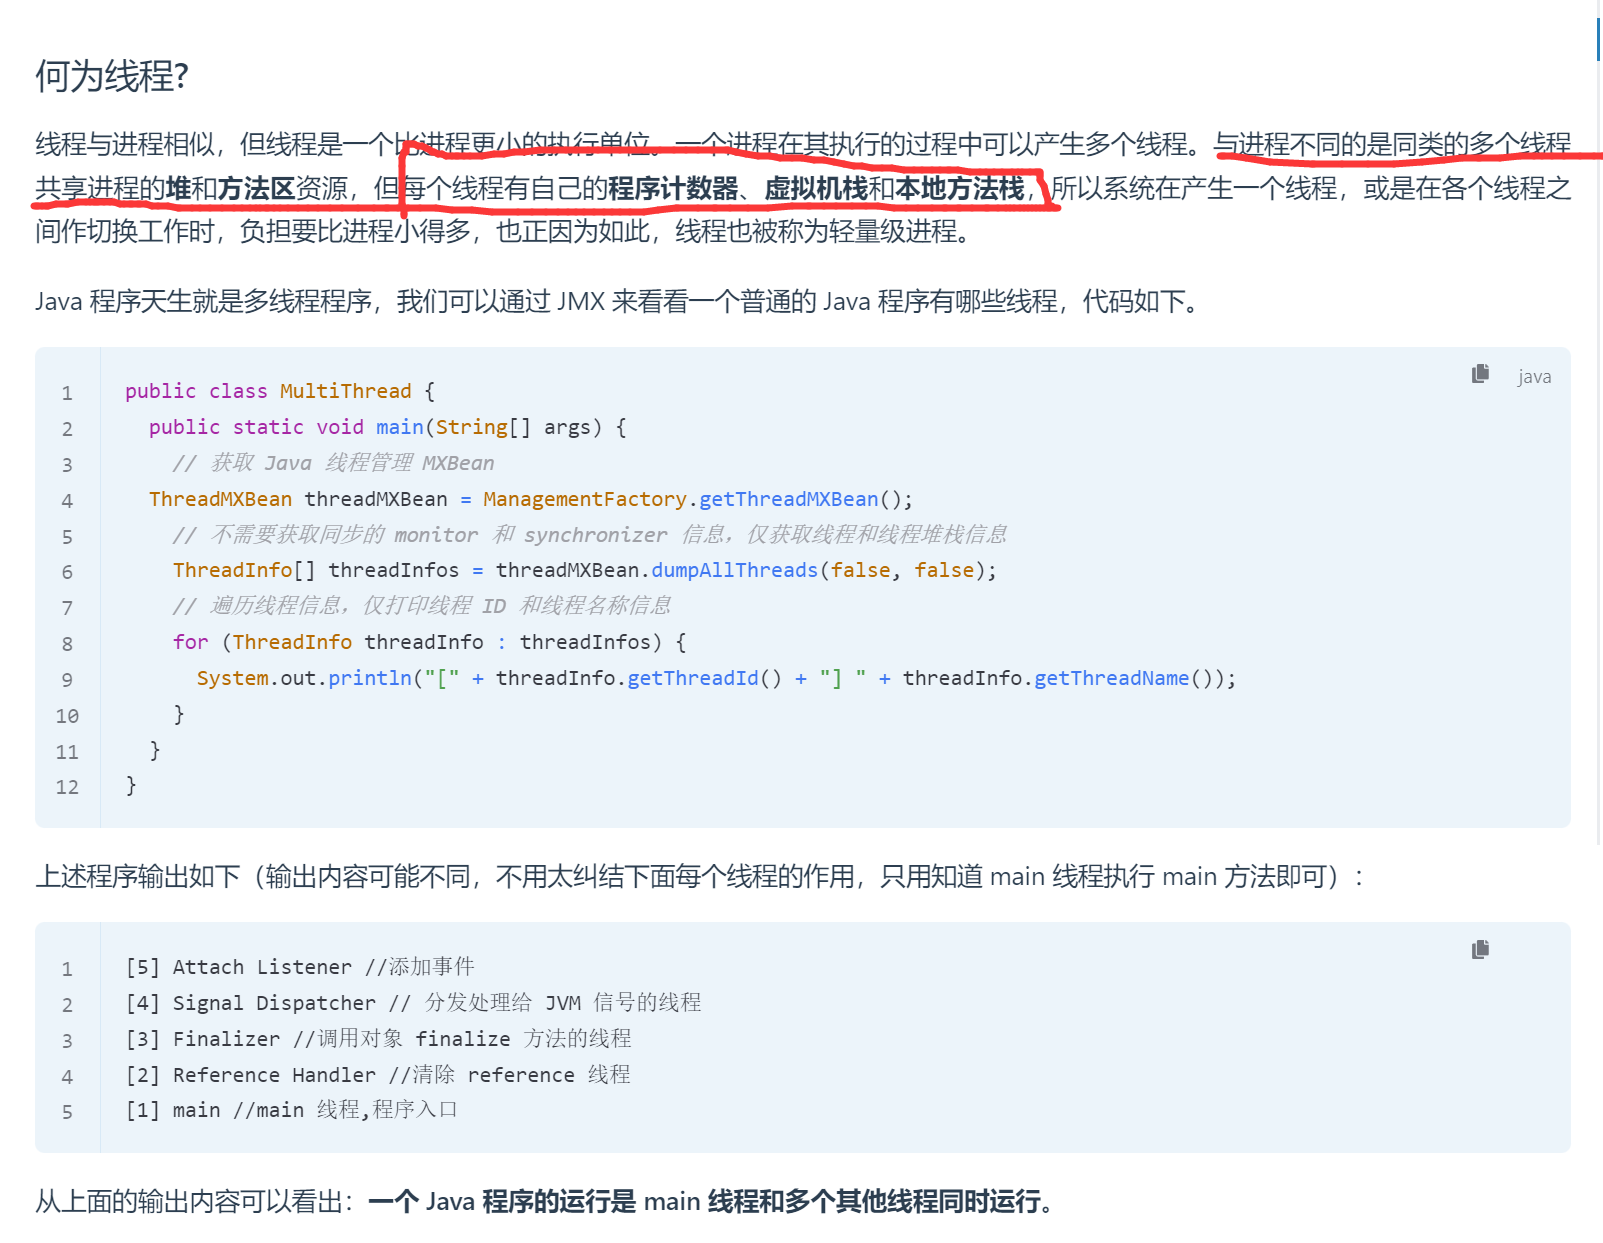 何为线程?
线程与进程相似，但线程是一个比进程更小的执行单位。一个进程在其执行的过程中可以产生多个线程。与进程不同的是同类的多个线程
共享进程的堆和方法区资源，但每个线程有自己的程序计数器、虚拟机栈和本地方法栈，所以系统在产生一个线程，或是在各个线程之
间作切换工作时，负担要比进程小得多，也正因为如此，线程也被称为轻量级进程。
Java 程序天生就是多线程程序，我们可以通过 JMX 来看看一个普通的 Java 程序有哪些线程，代码如下。
java
1 public class MultiThread {
2 public static void main(String[] args) {
3 // 获取 Java 线程管理 MXBean
4 ThreadMXBean threadMXBean = ManagementFactory.getThreadMXBean();
5 // 不需要获取同步的 monitor 和 synchronizer 信息，仅获取线程和线程堆栈信息
6 ThreadInfo[] threadInfos = threadMXBean.dumpAllThreads(false, false);
7 // 遍历线程信息，仅打印线程 ID 和线程名称信息
8 for (ThreadInfo threadInfo : threadInfos) {
9 System.out.println("[" + threadInfo.getThreadId() + "] " + threadInfo.getThreadName());
10 }
11 }
12 }
上述程序输出如下（输出内容可能不同，不用太纠结下面每个线程的作用，只用知道 main 线程执行 main 方法即可）：
1 [5] Attach Listener //添加事件
2 [4] Signal Dispatcher // 分发处理给 JVM 信号的线程
3 [3] Finalizer //调用对象 finalize 方法的线程
4 [2] Reference Handler //清除 reference 线程
5 [1] main //main 线程,程序入口
从上面的输出内容可以看出：一个 Java 程序的运行是 main 线程和多个其他线程同时运行。